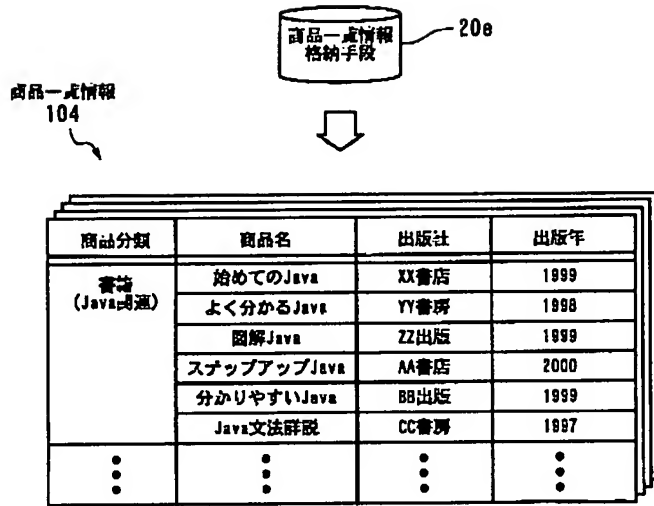 商品一点情報
格納手段
20e
商品一点情報
104
商品分類 商品名 出版社 出版年
書籍
(Java関連)
始めてのJava XX書店 1999
よく分かるJava YY書房 1998
図解Java ZZ出版 1999
ステップアップJava AA書店 2000
分かりやすいJava BB出版 1999
Java文法詳説 CC書房 1997